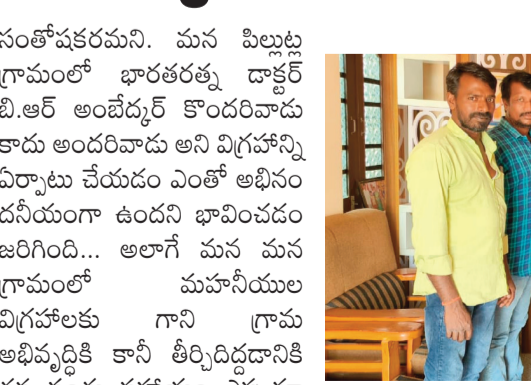 సంతోషకరమని. మన పిల్లుట్ల
గ్రామంలో భారతరత్న డాక్టర్
బి.ఆర్ అంబేద్కర్ కొందరివాడు
కాదు అందరివాడు అని విగ్రహాన్ని
ఏర్పాటు చేయడం ఎంతో అభినం
దనీయంగా ఉందని భావించడం
జరిగింది... అలాగే మన మన
గ్రామంలో మహనీయుల
విగ్రహాలకు గాని గ్రామ
అభివృద్ధికి కానీ తీర్చిదిద్దడానికి